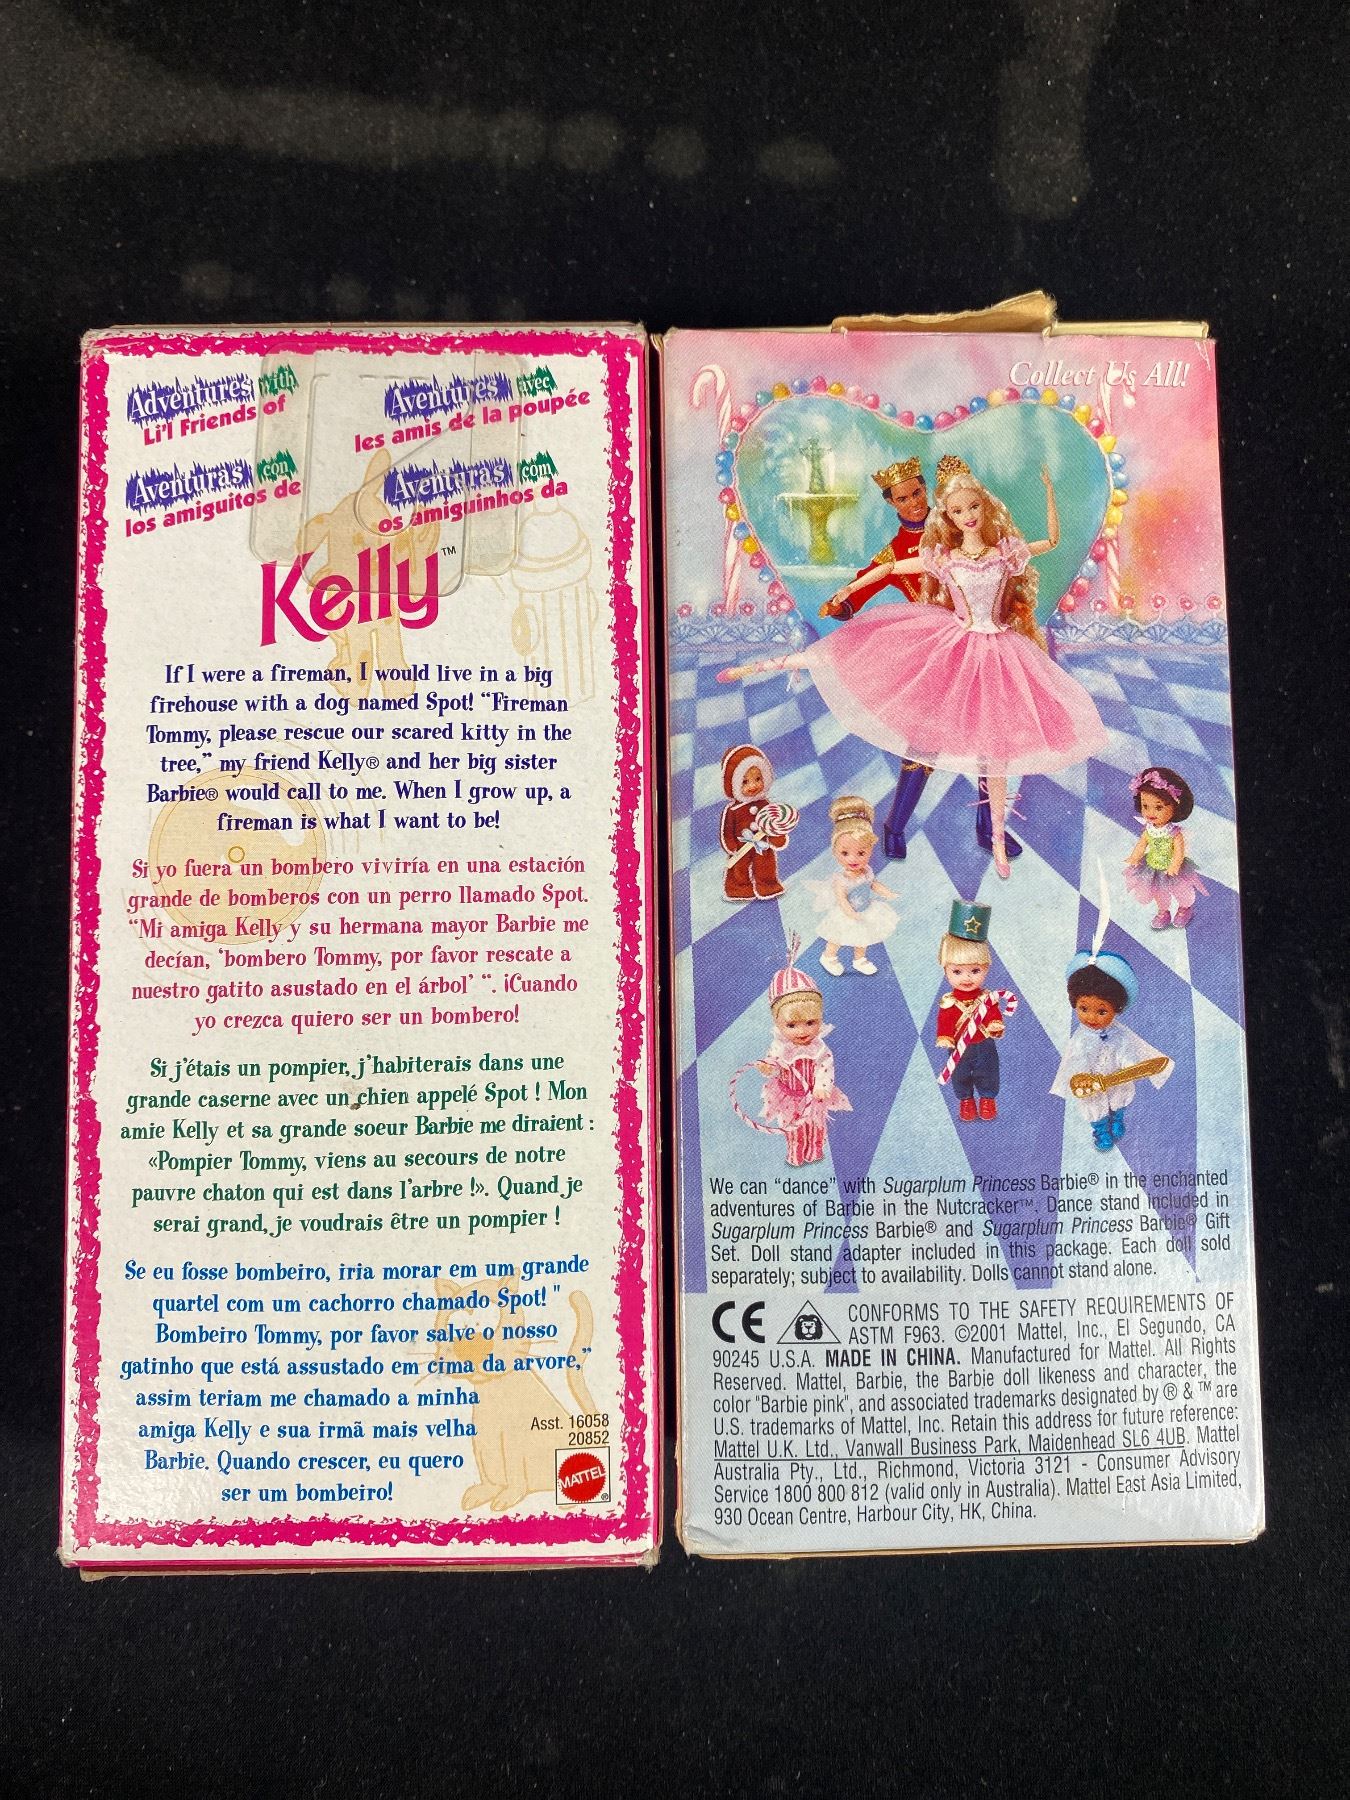 Adventures with
Li'l Friends of
Aventures avec
les amis de la poupée
Aventuras con
los amiguitos de
Aventuras com
os amiguinhos da
Kelly™
If I were a fireman, I would live in a big
firehouse with a dog named Spot! “Fireman
Tommy, please rescue our scared kitty in the
tree,” my friend Kelly® and her big sister
Barbie® would call to me. When I grow up, a
fireman is what I want to be!
Si yo fuera un bombero viviría en una estación
grande de bomberos con un perro llamado Spot.
“Mi amiga Kelly y su hermana mayor Barbie me
decían, ‘bombero Tommy, por favor rescate a
nuestro gatito asustado en el árbol’ “. ¡Cuando
yo crezca quiero ser un bombero!
Si j'étais un pompier, j'habiterais dans une
grande caserne avec un chien appelé Spot ! Mon
amie Kelly et sa grande soeur Barbie me diraient :
«Pompier Tommy, viens au secours de notre
pauvre chaton qui est dans l'arbre !». Quand je
serai grand, je voudrais être un pompier !
Se eu fosse bombeiro, iria morar em um grande
quartel com um cachorro chamado Spot! "
Bombeiro Tommy, por favor salve o nosso
gatinho que está assustado em cima da arvore,”
assim teriam me chamado a minha
amiga Kelly e sua irmã mais velha
Barbie. Quando crescer, eu quero
ser um bombeiro!
Asst. 16058
20852
MATTEL®
Collect Us All!
We can “dance” with Sugarplum Princess Barbie® in the enchanted
adventures of Barbie in the Nutcracker™. Dance stand included in
Sugarplum Princess Barbie® and Sugarplum Princess Barbie® Gift
Set. Doll stand adapter included in this package. Each doll sold
separately; subject to availability. Dolls cannot stand alone.
CE CONFORMS TO THE SAFETY REQUIREMENTS OF
ASTM F963. ©2001 Mattel, Inc., El Segundo, CA
90245 U.S.A. MADE IN CHINA. Manufactured for Mattel. All Rights
Reserved. Mattel, Barbie, the Barbie doll likeness and character, the
color "Barbie pink", and associated trademarks designated by ® & ™ are
U.S. trademarks of Mattel, Inc. Retain this address for future reference:
Mattel U.K. Ltd., Vanwall Business Park, Maidenhead SL6 4UB. Mattel
Australia Pty., Ltd., Richmond, Victoria 3121 - Consumer Advisory
Service 1800 800 812 (valid only in Australia). Mattel East Asia Limited,
930 Ocean Centre, Harbour City, HK, China.